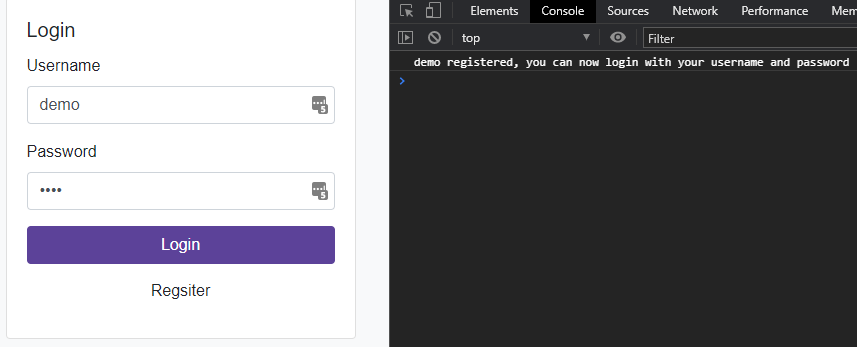 Login
Username
demo
Password
••••
Login
Regsiter
Elements Console Sources Network Performance Mem
top Filter
demo registered, you can now login with your username and password